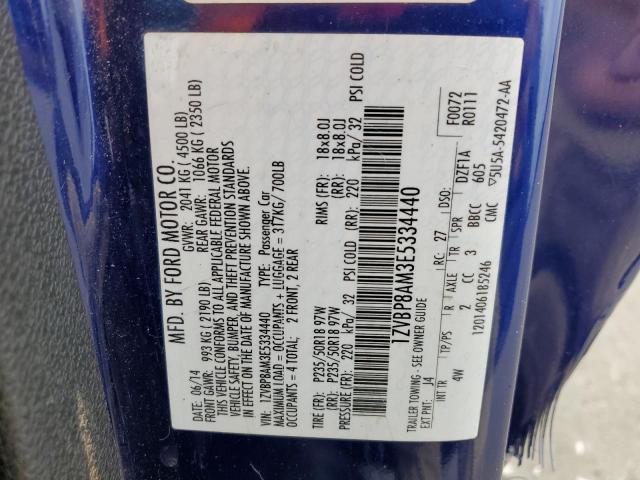 MFD. BY FORD MOTOR CO.
DATE: 06/14 GVWR: 2041 KG ( 4500 LB)
FRONT GAWR: 993 KG ( 2190 LB) REAR GAWR: 1066 KG ( 2350 LB)
THIS VEHICLE CONFORMS TO ALL APPLICABLE FEDERAL MOTOR
VEHICLE SAFETY, BUMPER, AND THEFT PREVENTION STANDARDS
IN EFFECT ON THE DATE OF MANUFACTURE SHOWN ABOVE.
VIN: 1ZVBP8AM3E5334440 TYPE: Passenger Car
MAXIMUM LOAD = OCCUPANTS + LUGGAGE = 317KG/700LB
OCCUPANTS = 4 TOTAL; 2 FRONT, 2 REAR
TIRE (FR): P235/50R18 97W RIMS (FR): 18x8.0J
(RR): P235/50R18 97W (RR): 18x8.0J
PRESSURE (FR): 220 kPa/ 32 PSI COLD (RR): 220 kPa/ 32 PSI COLD
1ZVBP8AM3E5334440
TRAILER TOWING - SEE OWNER GUIDE
EXT PNT: J4 RC: 27 DSO: F0072
R0111
INT TR TP/PS R AXLE TR SPR DZF1A
4W 2 CC 3 BBCC 605
1201406185246 CMC 5U5A-5420472-AA